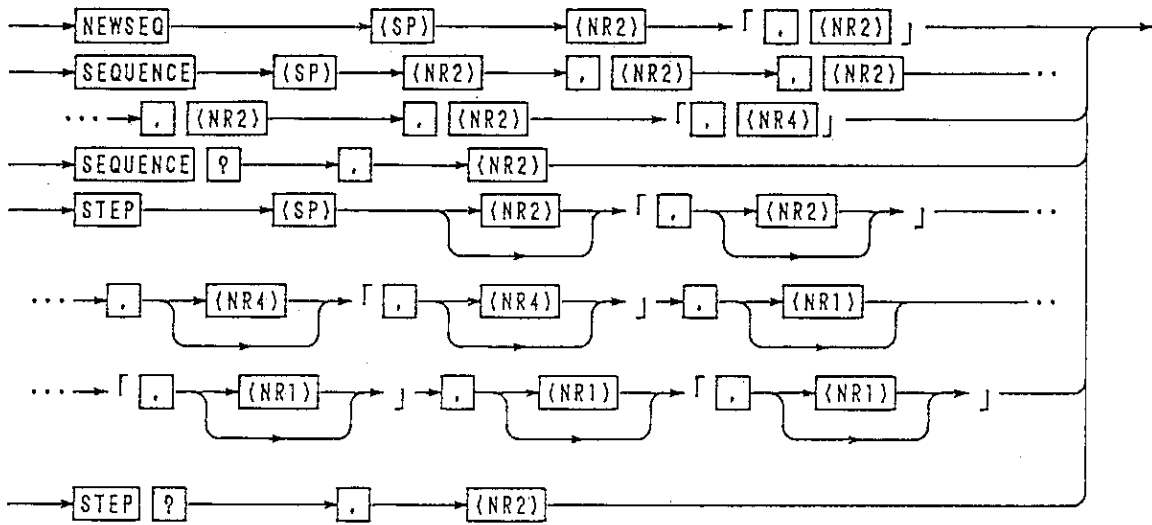 NEWSEQ (SP) (NR2) 「 , (NR2) 」
SEQUENCE (SP) (NR2) , (NR2) , (NR2) ··
··· , (NR2) , (NR2) 「 , (NR4) 」
SEQUENCE ? , (NR2)
STEP (SP) (NR2) 「 , (NR2) 」 ··
··· , (NR4) 「 , (NR4) 」 , (NR1) ··
··· 「 , (NR1) 」 , (NR1) 「 , (NR1) 」
STEP ? , (NR2)